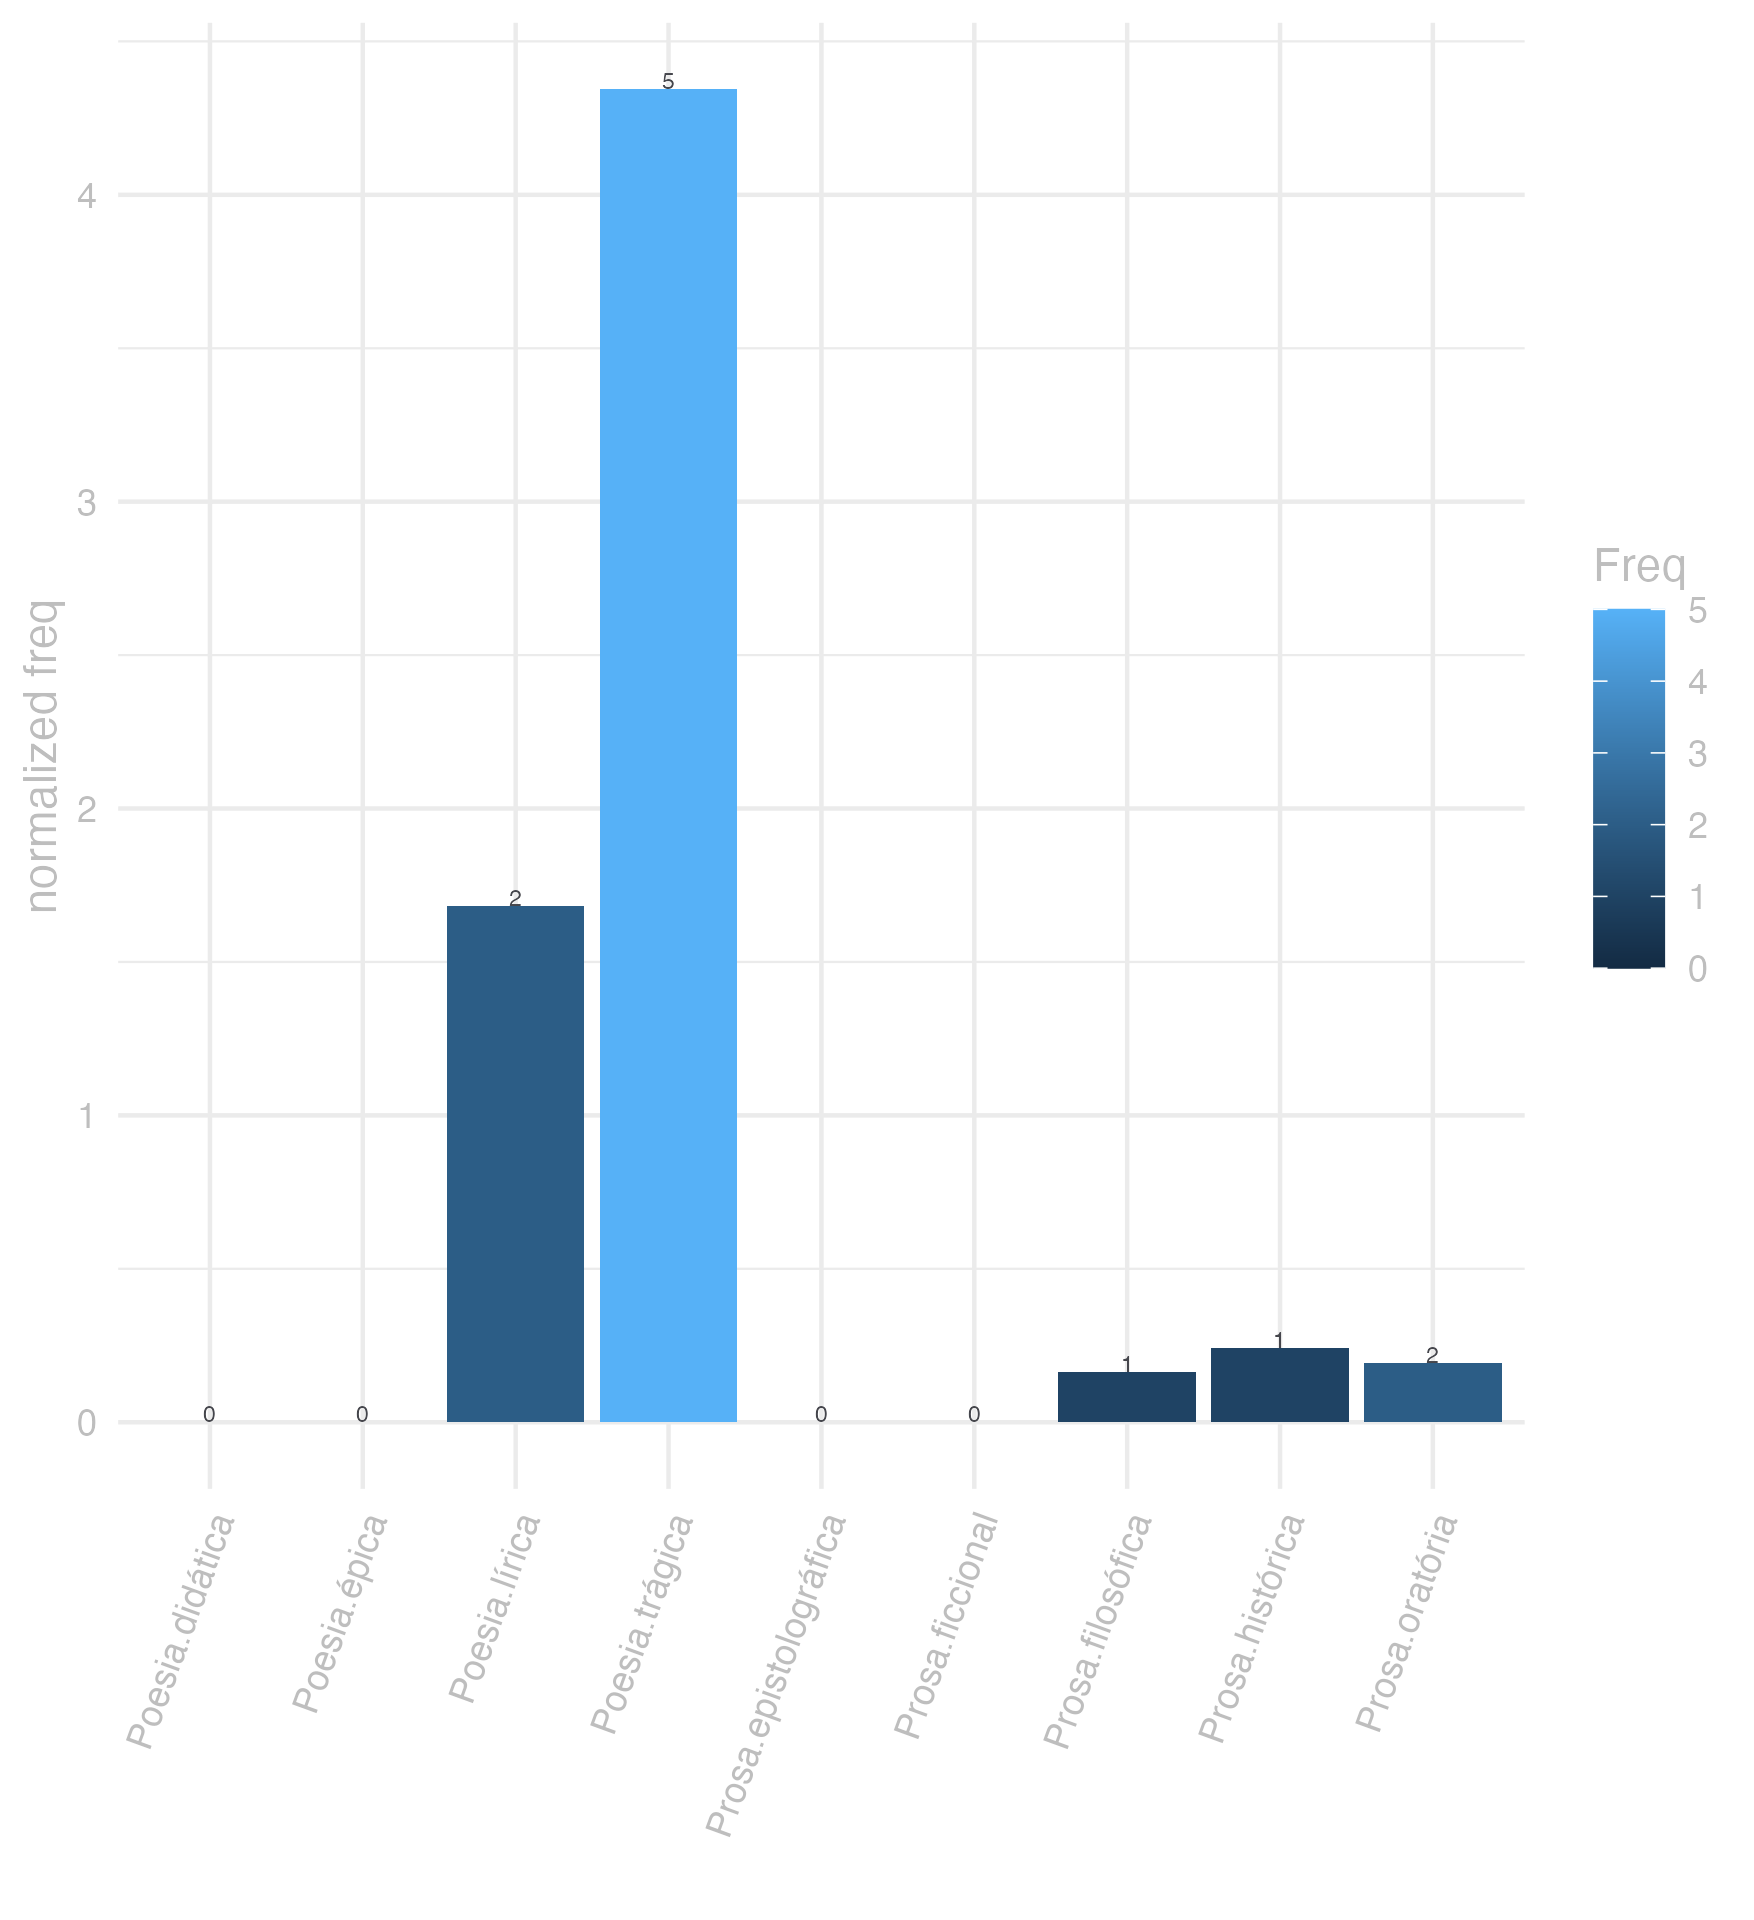 5
4
3
2
1
0
normalized freq
2
0
0
0
0
1
1
2
Freq
5
4
3
2
1
0
Poesia.didática
Poesia.épica
Poesia.lírica
Poesia.trágica
Prosa.epistolográfica
Prosa.ficcional
Prosa.filosófica
Prosa.histórica
Prosa.oratória